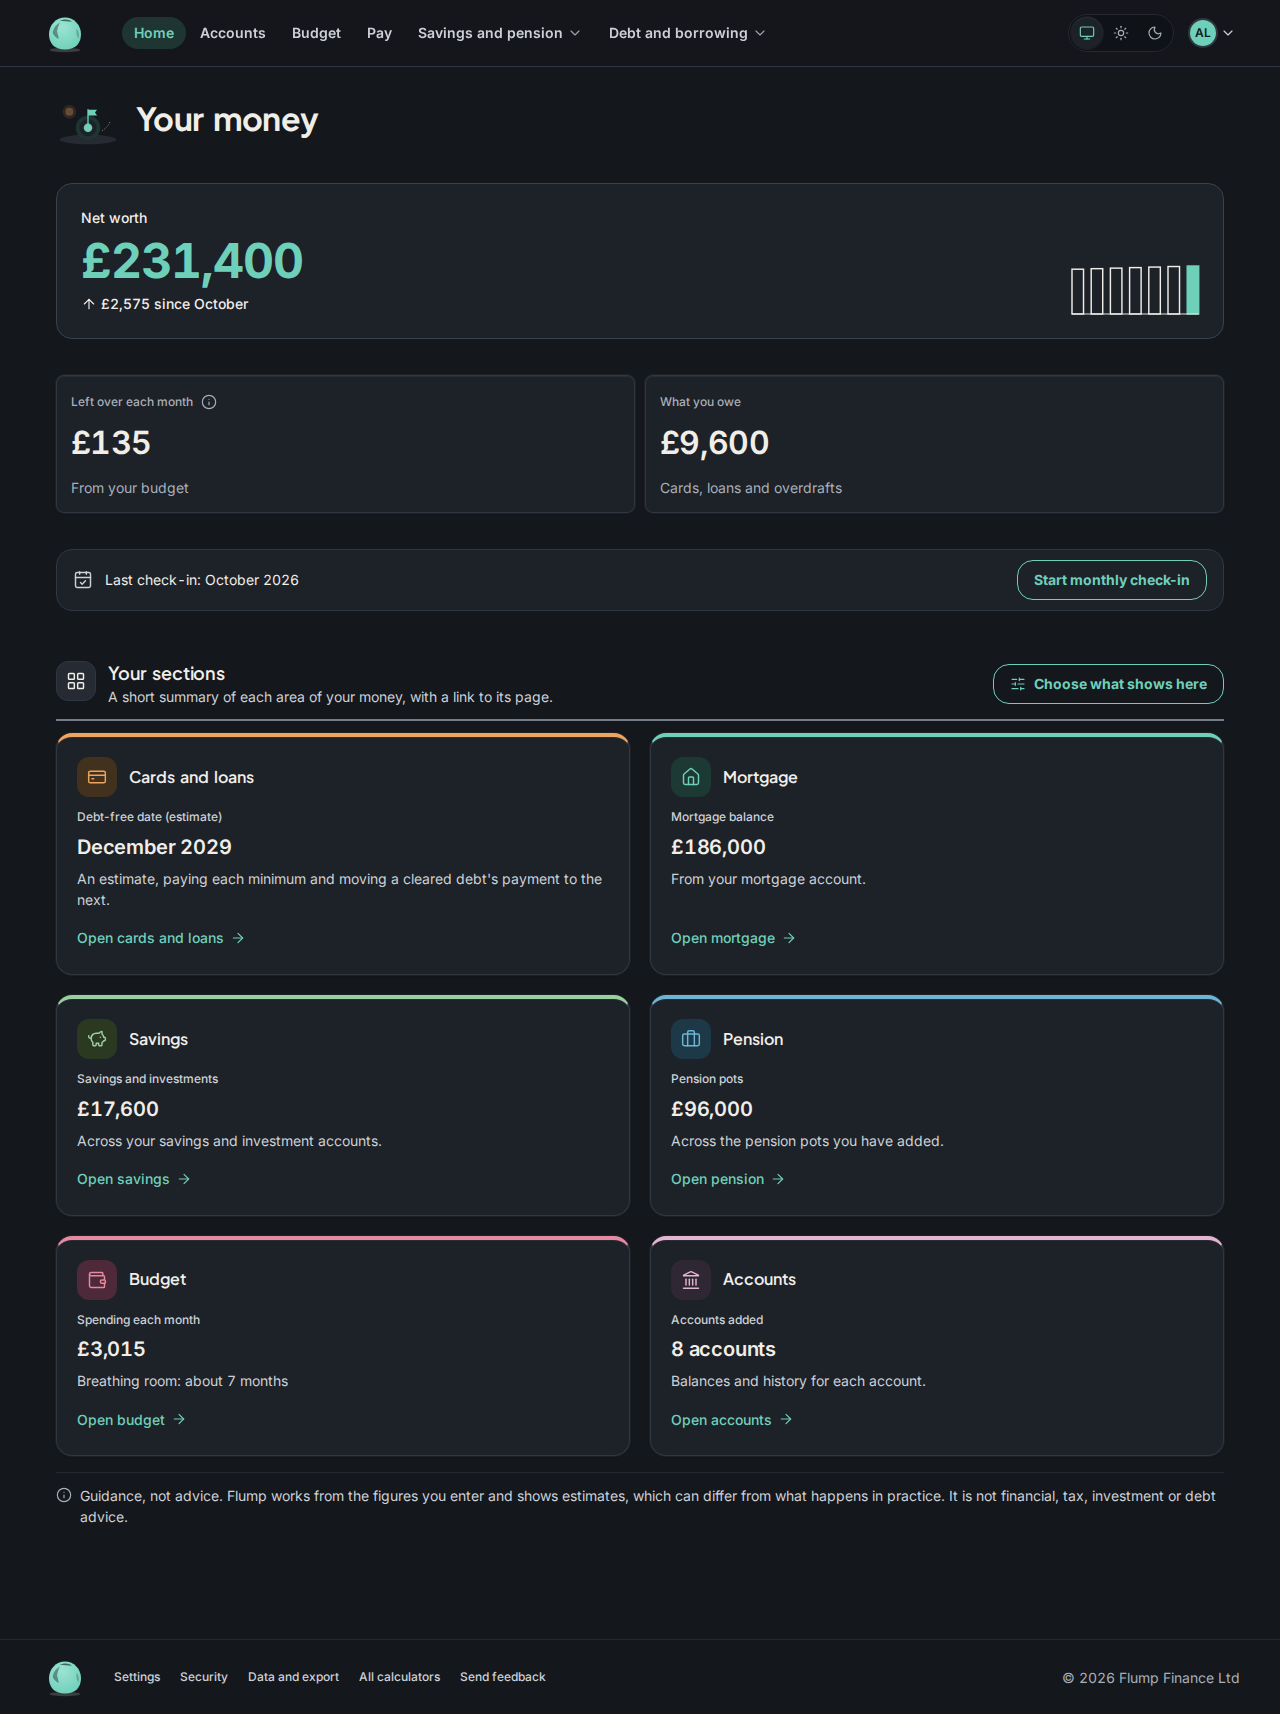 Home
Accounts
Budget
Pay
Savings and pension
Debt and borrowing
AL
Your money
Net worth
£231,400
↑ £2,575 since October
Left over each month
£135
From your budget
What you owe
£9,600
Cards, loans and overdrafts
Last check-in: October 2026
Start monthly check-in
Your sections
A short summary of each area of your money, with a link to its page.
Choose what shows here
Cards and loans
Debt-free date (estimate)
December 2029
An estimate, paying each minimum and moving a cleared debt's payment to the
next.
Open cards and loans →
Mortgage
Mortgage balance
£186,000
From your mortgage account.
Open mortgage →
Savings
Savings and investments
£17,600
Across your savings and investment accounts.
Open savings →
Pension
Pension pots
£96,000
Across the pension pots you have added.
Open pension →
Budget
Spending each month
£3,015
Breathing room: about 7 months
Open budget →
Accounts
Accounts added
8 accounts
Balances and history for each account.
Open accounts →
Guidance, not advice. Flump works from the figures you enter and shows estimates, which can differ from what happens in practice. It is not financial, tax, investment or debt
advice.
Settings
Security
Data and export
All calculators
Send feedback
© 2026 Flump Finance Ltd